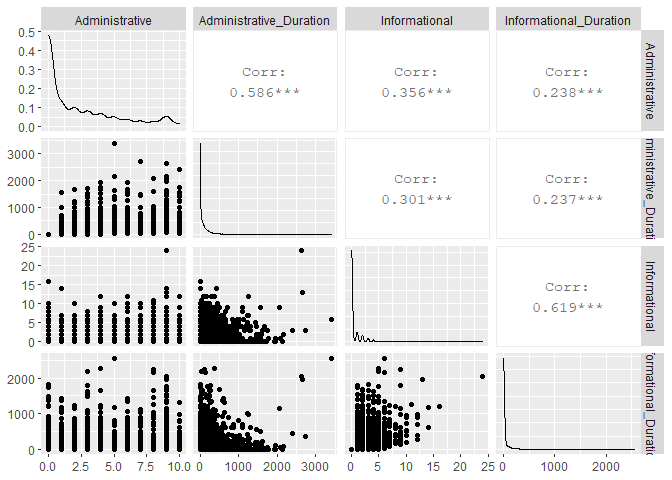 Administrative
Administrative_Duration
Informational
Informational_Duration
0.5
0.4
0.3
0.2
0.1
0.0
Corr:
0.586***
Corr:
0.356***
Corr:
0.238***
Administrative
3000
2000
1000
0
Corr:
0.301***
Corr:
0.237***
ministrative_Durati
25
20
15
10
5
0
Corr:
0.619***
Informational
2000
1000
0
formational_Duratio
0.0 2.5 5.0 7.5 10.0
0 1000 2000 3000
0 5 10 15 20 25
0 1000 2000